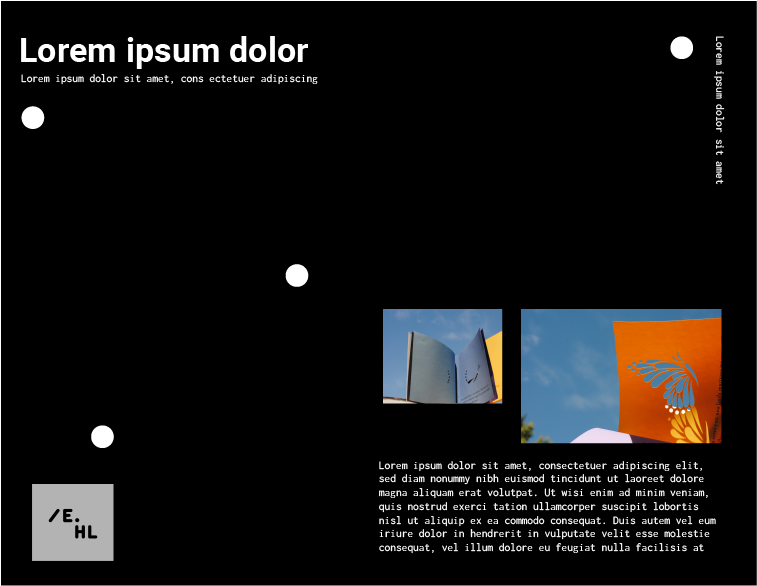 Lorem ipsum dolor
Lorem ipsum dolor sit amet, cons ectetuer adipiscing
Lorem ipsum dolor sit amet
Lorem ipsum dolor sit amet, consectetuer adipiscing elit,
sed diam nonummy nibh euismod tincidunt ut laoreet dolore
magna aliquam erat volutpat. Ut wisi enim ad minim veniam,
quis nostrud exerci tation ullamcorper suscipit lobortis
nisl ut aliquip ex ea commodo consequat. Duis autem vel eum
iriure dolor in hendrerit in vulputate velit esse molestie
consequat, vel illum dolore eu feugiat nulla facilisis at
/E.
HL